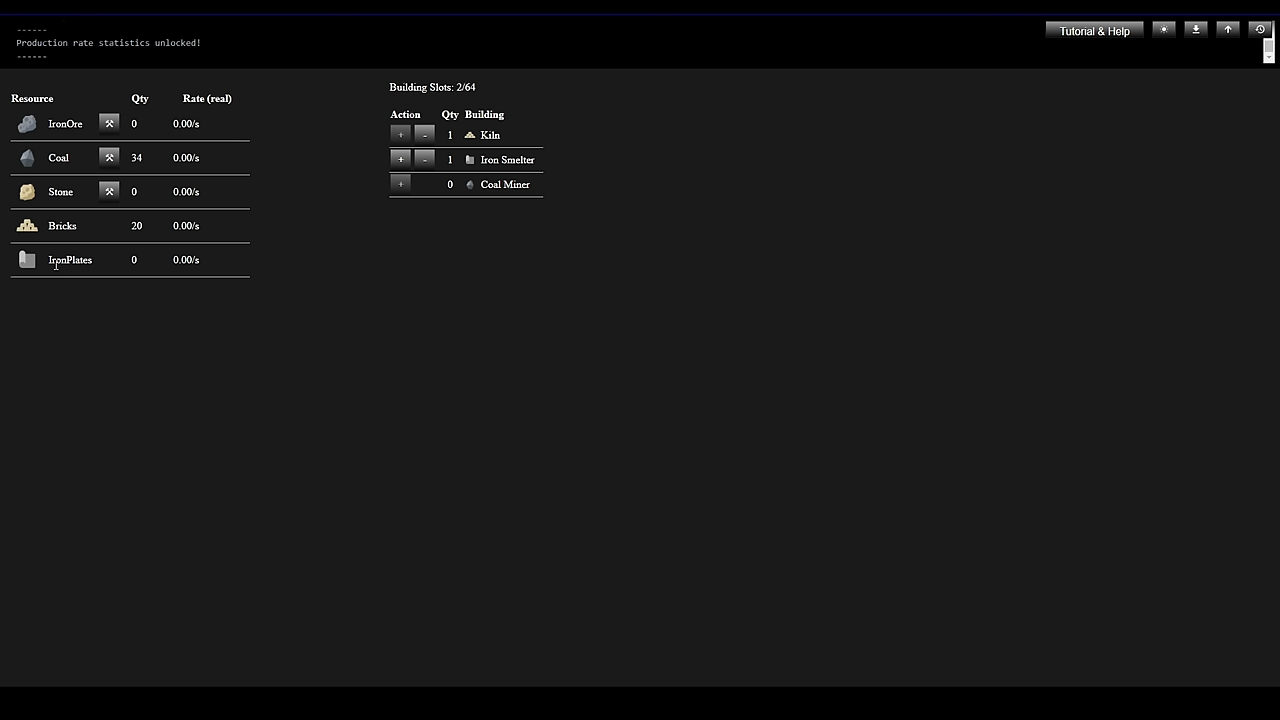 ------
Production rate statistics unlocked!
------
Tutorial & Help
Resource Qty Rate (real)
IronOre 0 0.00/s
Coal 34 0.00/s
Stone 0 0.00/s
Bricks 20 0.00/s
IronPlates 0 0.00/s
Building Slots: 2/64
Action Qty Building
+ - 1 Kiln
+ - 1 Iron Smelter
+ 0 Coal Miner